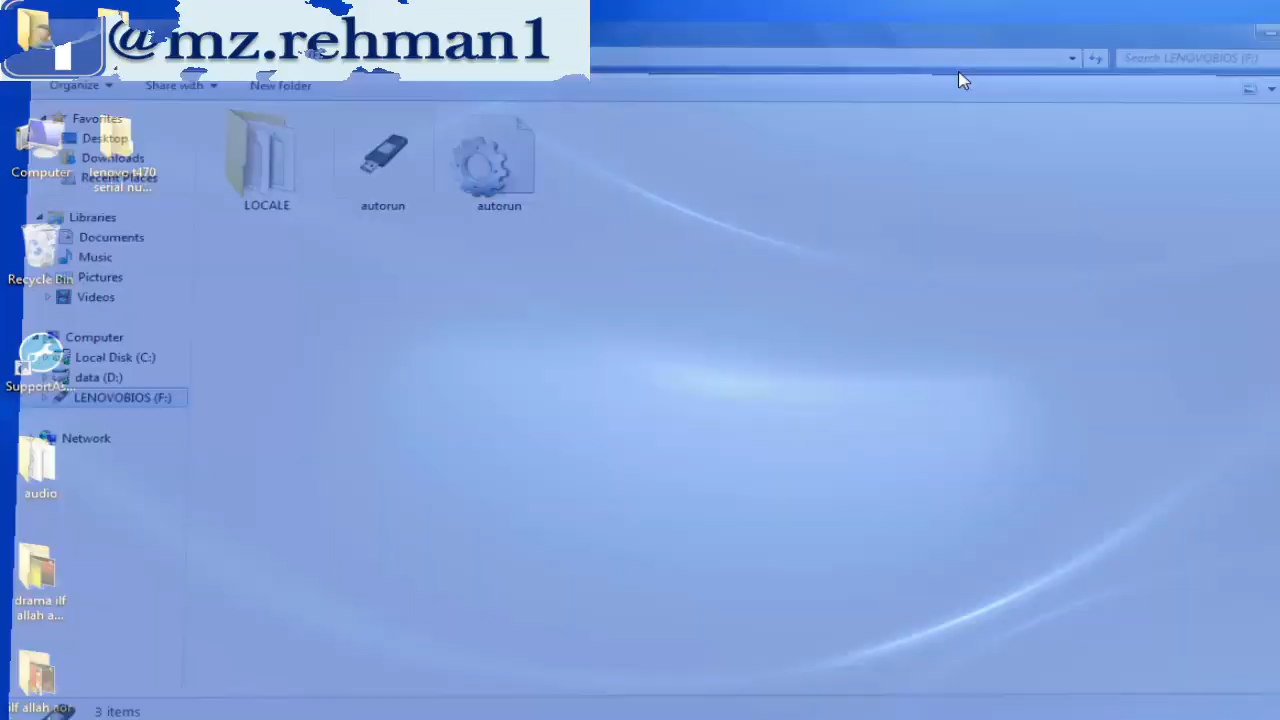 @mz.rehman1
Search LENOVOBIOS (F:)
Organize
Share with
New folder
Favorites
Desktop
Downloads
Recent Places
Libraries
Documents
Music
Pictures
Videos
Computer
Local Disk (C:)
data (D:)
LENOVOBIOS (F:)
Network
LOCALE
autorun
autorun
Computer
lenovo t470
serial nu...
Recycle Bin
SupportAs...
audio
drama ilf
allah a...
3 items